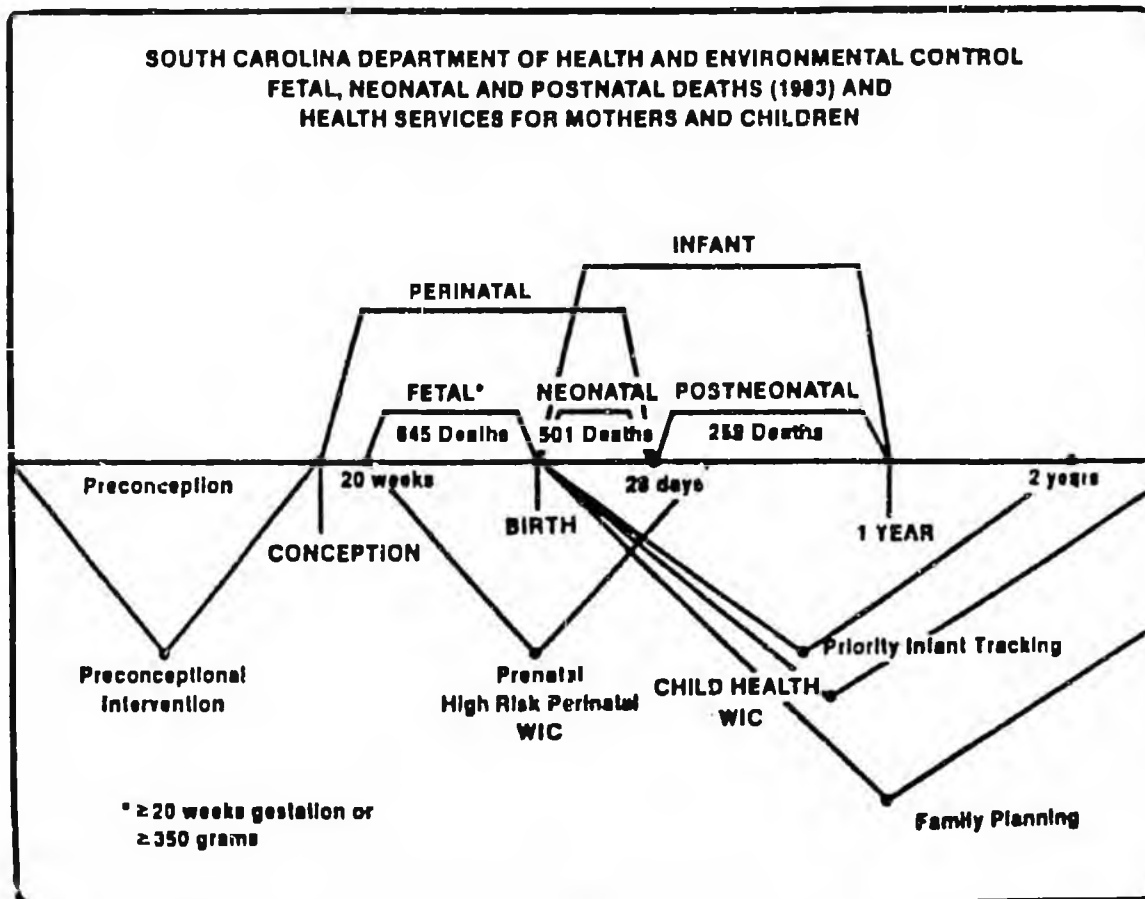 SOUTH CAROLINA DEPARTMENT OF HEALTH AND ENVIRONMENTAL CONTROL
FETAL, NEONATAL AND POSTNATAL DEATHS (1983) AND
HEALTH SERVICES FOR MOTHERS AND CHILDREN
INFANT
PERINATAL
FETAL*
NEONATAL
POSTNEONATAL
Deaths
501 Deaths
Deaths
Preconception
20 weeks
28 days
2 years
CONCEPTION
BIRTH
1 YEAR
Preconceptional
Intervention
Prenatal
High Risk Perinatal
WIC
Priority Infant Tracking
CHILD HEALTH
WIC
Family Planning
* ≥20 weeks gestation or
≥350 grams